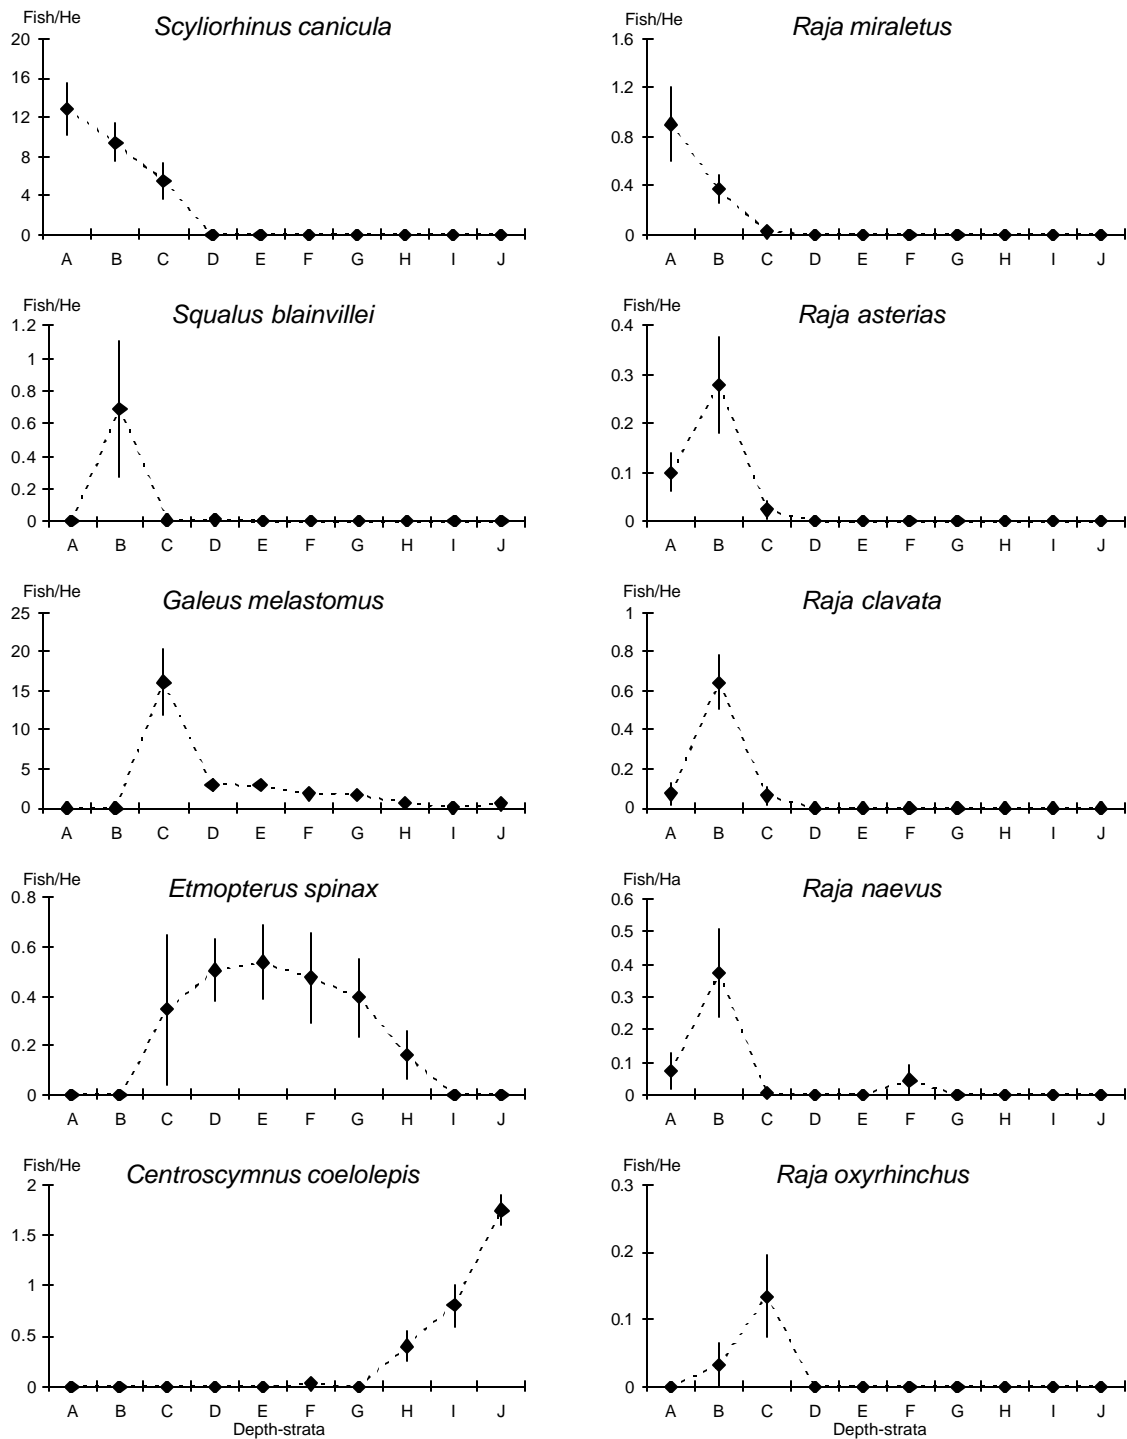 Fish/He
Scyliorhinus canicula
20
16
12
8
4
0
A B C D E F G H I J
Fish/He
Raja miraletus
1.6
1.2
0.8
0.4
0
A B C D E F G H I J
Fish/He
Squalus blainvillei
1.2
1
0.8
0.6
0.4
0.2
0
A B C D E F G H I J
Fish/He
Raja asterias
0.4
0.3
0.2
0.1
0
A B C D E F G H I J
Fish/He
Galeus melastomus
25
20
15
10
5
0
A B C D E F G H I J
Fish/He
Raja clavata
1
0.8
0.6
0.4
0.2
0
A B C D E F G H I J
Fish/He
Etmopterus spinax
0.8
0.6
0.4
0.2
0
A B C D E F G H I J
Fish/Ha
Raja naevus
0.6
0.5
0.4
0.3
0.2
0.1
0
A B C D E F G H I J
Fish/He
Centroscymnus coelolepis
2
1.5
1
0.5
0
A B C D E F G H I J
Depth-strata
Fish/He
Raja oxyrhinchus
0.3
0.2
0.1
0
A B C D E F G H I J
Depth-strata